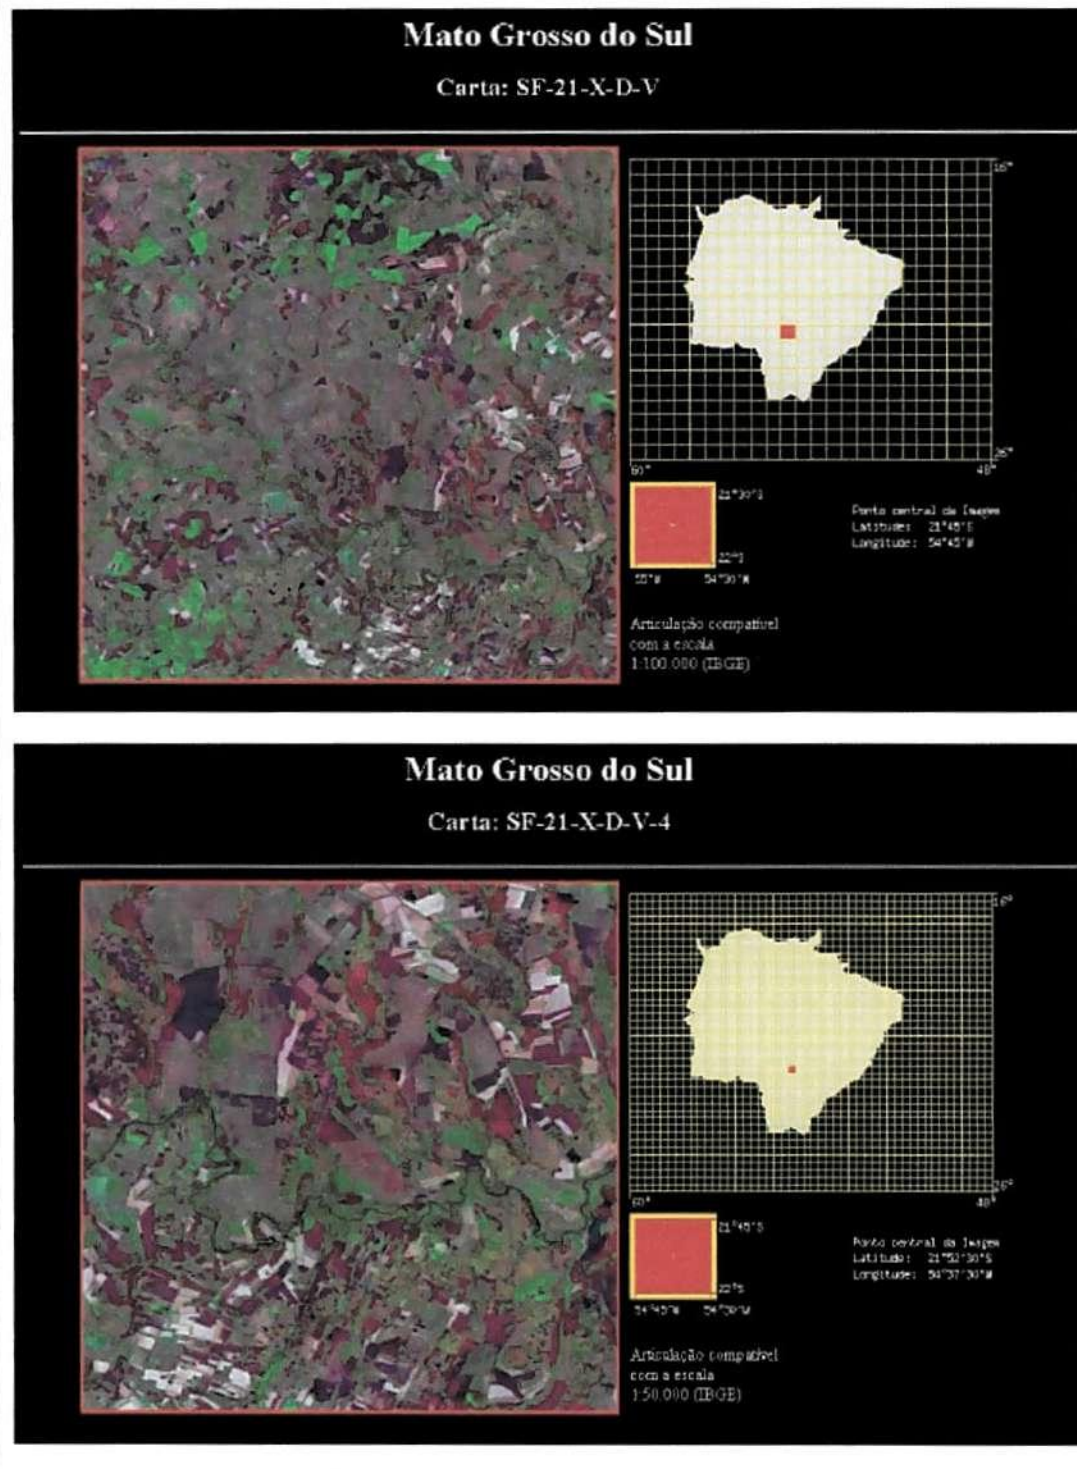 Mato Grosso do Sul
Carta: SF-21-X-D-V
16°
26°
60°
48°
21°30'S
22°S
55°W
54°30'W
Ponto central da Imagem
Latitude: 21°45'S
Longitude: 54°45'W
Articulação compatível
com a escala
1:100.000 (IBGE)
Mato Grosso do Sul
Carta: SF-21-X-D-V-4
16°
26°
60°
48°
21°45'S
22°S
54°45'W
54°30'W
Ponto central da Imagem
Latitude: 21°52'30"S
Longitude: 54°37'30"W
Articulação compatível
com a escala
1:50.000 (IBGE)